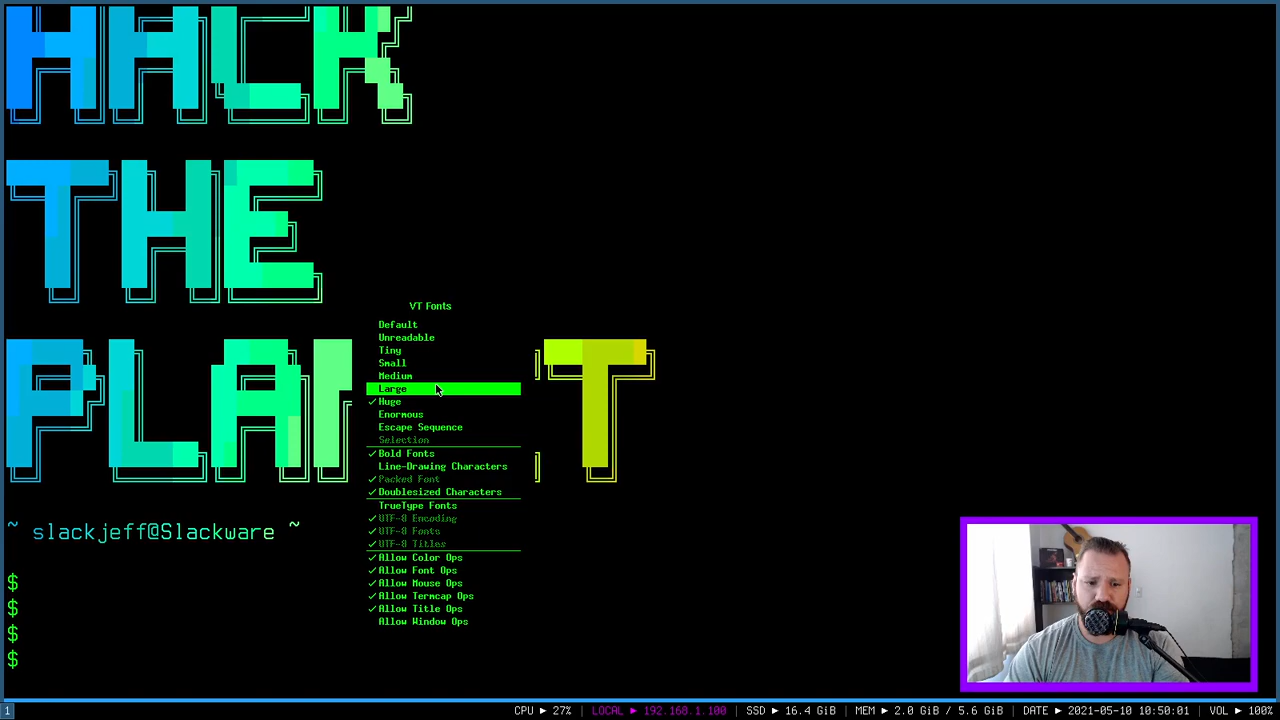 HACK
THE
PLAN T
VT Fonts
Default
Unreadable
Tiny
Small
Medium
Large
Huge
Enormous
Escape Sequence
Selection
Bold Fonts
Line-Drawing Characters
Packed Font
Doublesized Characters
TrueType Fonts
UTF-8 Encoding
UTF-8 Fonts
UTF-8 Titles
Allow Color Ops
Allow Font Ops
Allow Mouse Ops
Allow Termcap Ops
Allow Title Ops
Allow Window Ops
~ slackjeff@Slackware ~
$
$
$
$
1 CPU ► 27% | LOCAL ► 192.168.1.100 | SSD ► 16.4 GiB | MEM ► 2.0 GiB / 5.6 GiB | DATE ► 2021-05-10 10:50:01 | VOL ► 100%